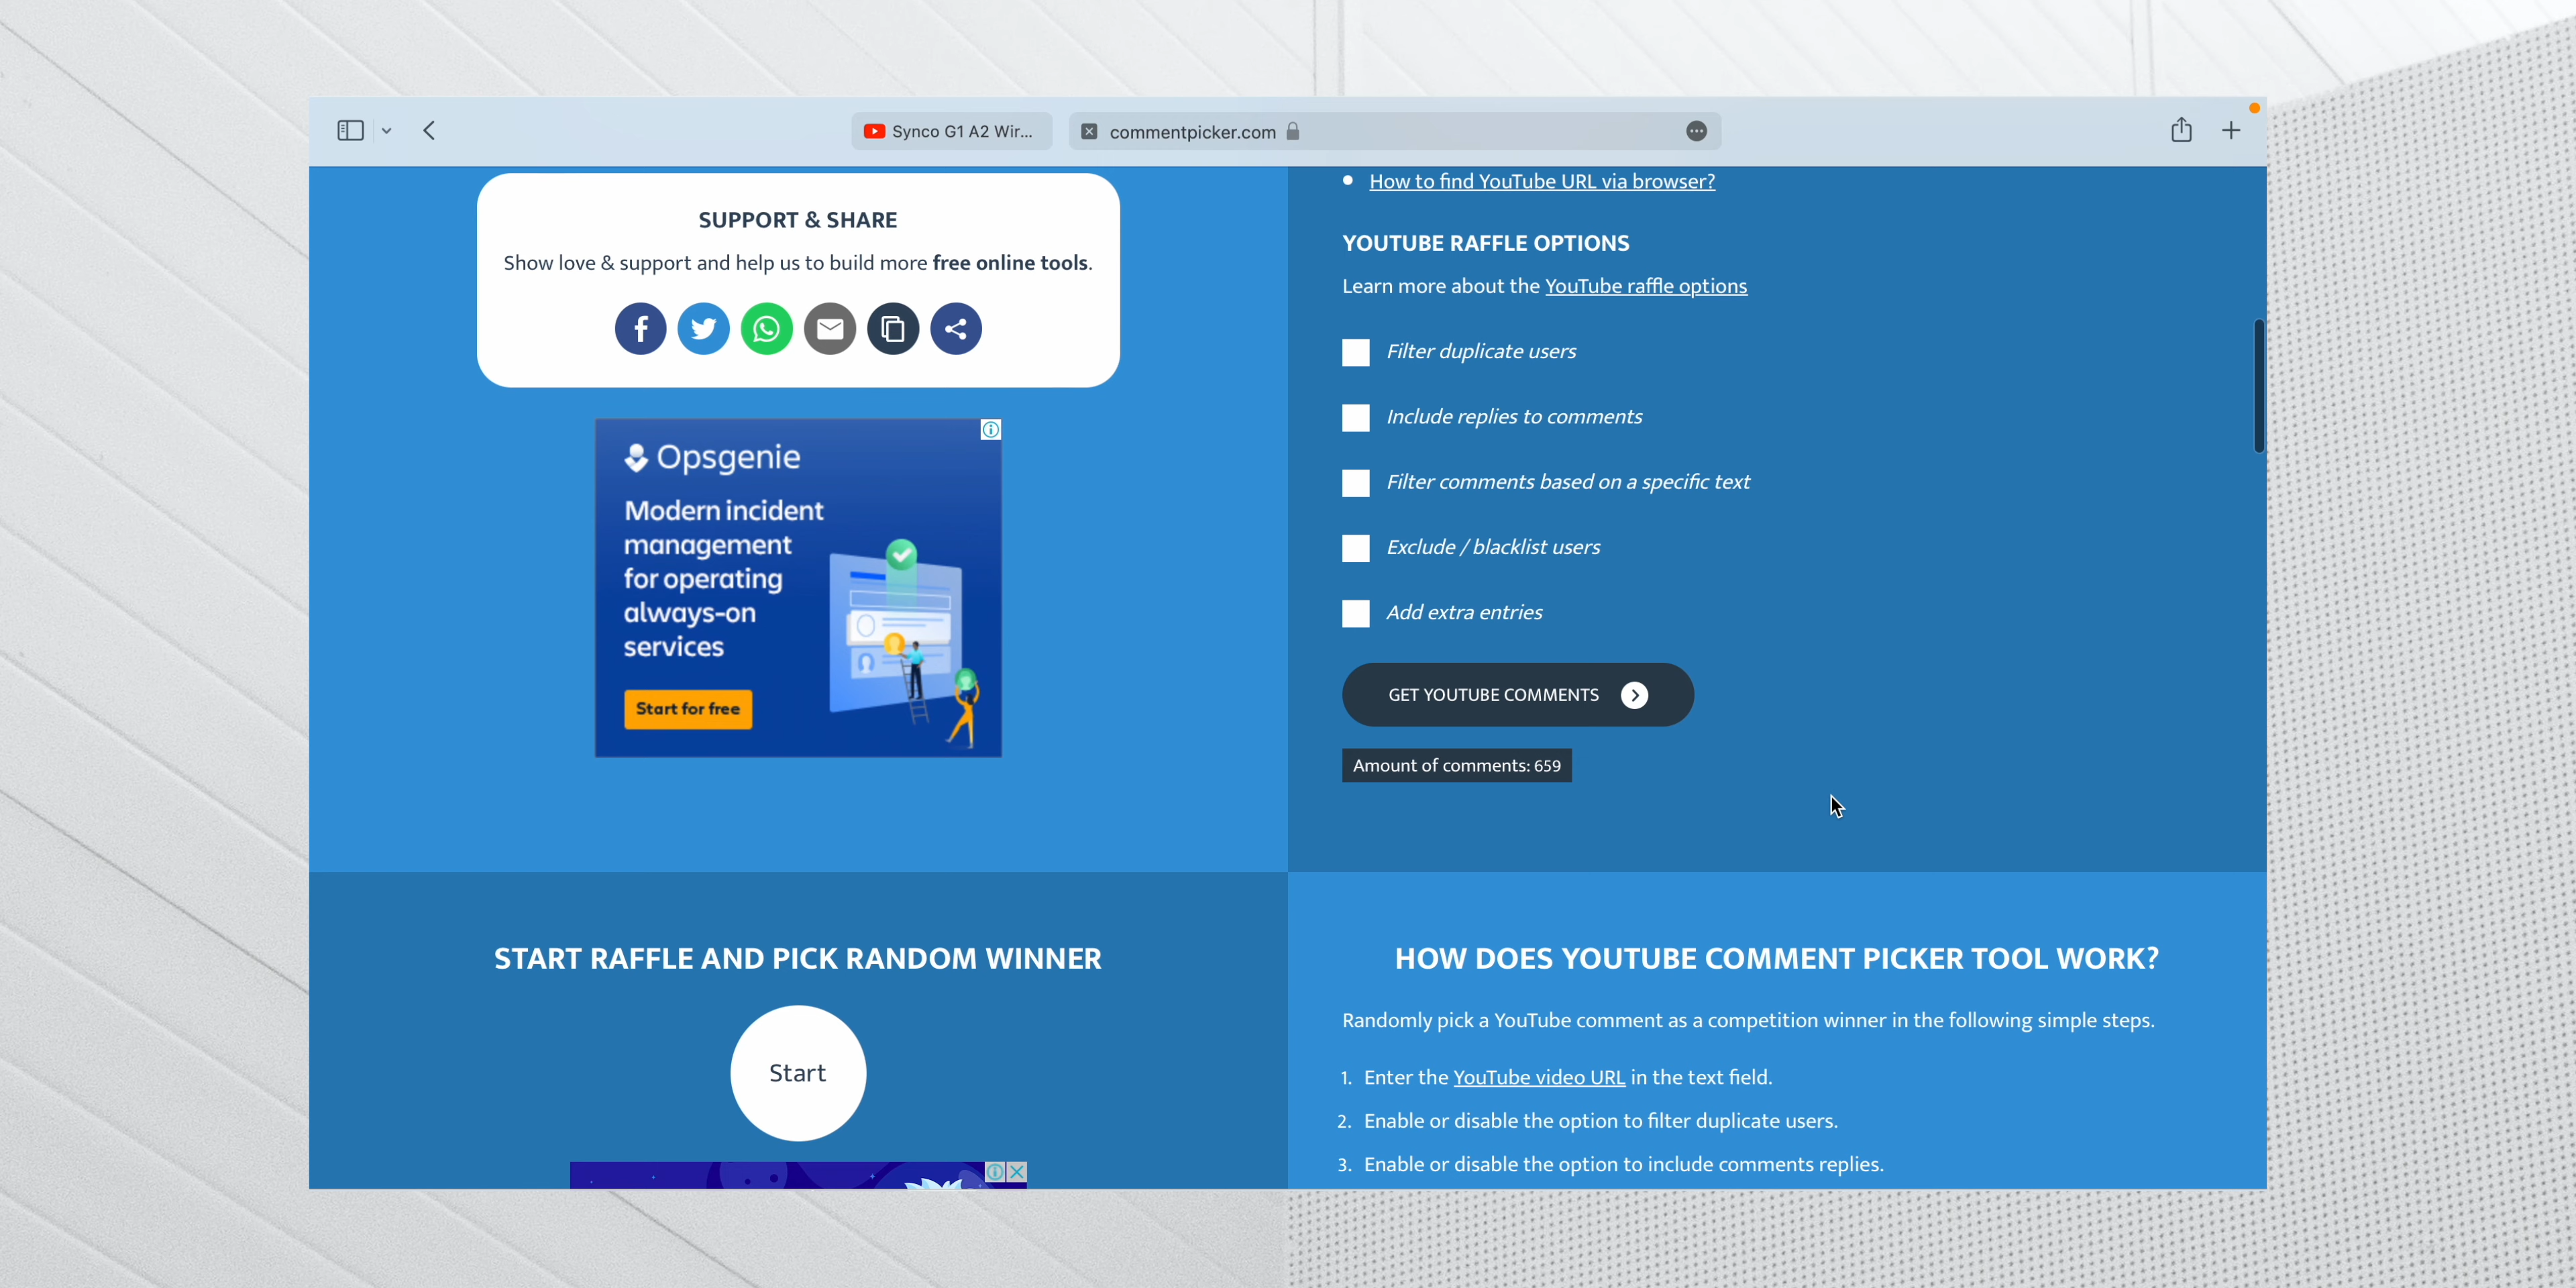 Synco G1 A2 Wir...
commentpicker.com
SUPPORT & SHARE
Show love & support and help us to build more free online tools.
Opsgenie
Modern incident
management
for operating
always-on
services
Start for free
How to find YouTube URL via browser?
YOUTUBE RAFFLE OPTIONS
Learn more about the YouTube raffle options
Filter duplicate users
Include replies to comments
Filter comments based on a specific text
Exclude / blacklist users
Add extra entries
GET YOUTUBE COMMENTS
Amount of comments: 659
START RAFFLE AND PICK RANDOM WINNER
Start
HOW DOES YOUTUBE COMMENT PICKER TOOL WORK?
Randomly pick a YouTube comment as a competition winner in the following simple steps.
1. Enter the YouTube video URL in the text field.
2. Enable or disable the option to filter duplicate users.
3. Enable or disable the option to include comments replies.